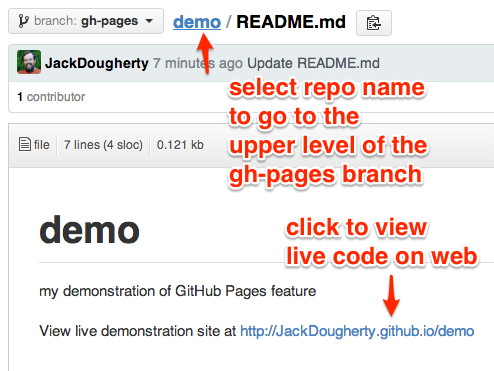 branch: gh-pages demo / README.md
JackDougherty 7 minutes ago Update README.md
select repo name
to go to the
upper level of the
gh-pages branch
1 contributor
file 7 lines (4 sloc) 0.121 kb
demo
click to view
live code on web
my demonstration of GitHub Pages feature
View live demonstration site at http://JackDougherty.github.io/demo